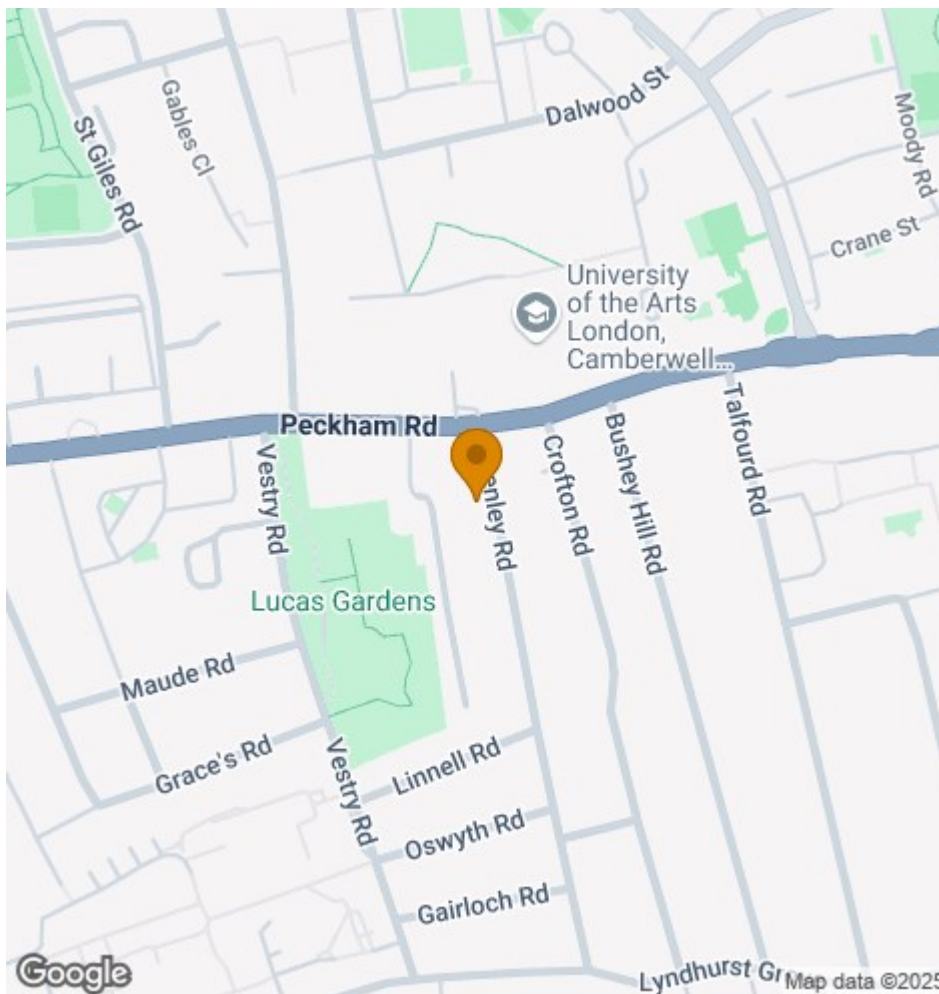 Dalwood St
Gables Cl
St Giles Rd
Moody Rd
Crane St
University
of the Arts
London,
Camberwell...
Peckham Rd
Talfourd Rd
Bushey Hill Rd
Crofton Rd
enley Rd
Vestry Rd
Lucas Gardens
Maude Rd
Grace's Rd
Vestry Rd
Linnell Rd
Oswyth Rd
Gairloch Rd
Lyndhurst Gr
Google
Map data ©2025